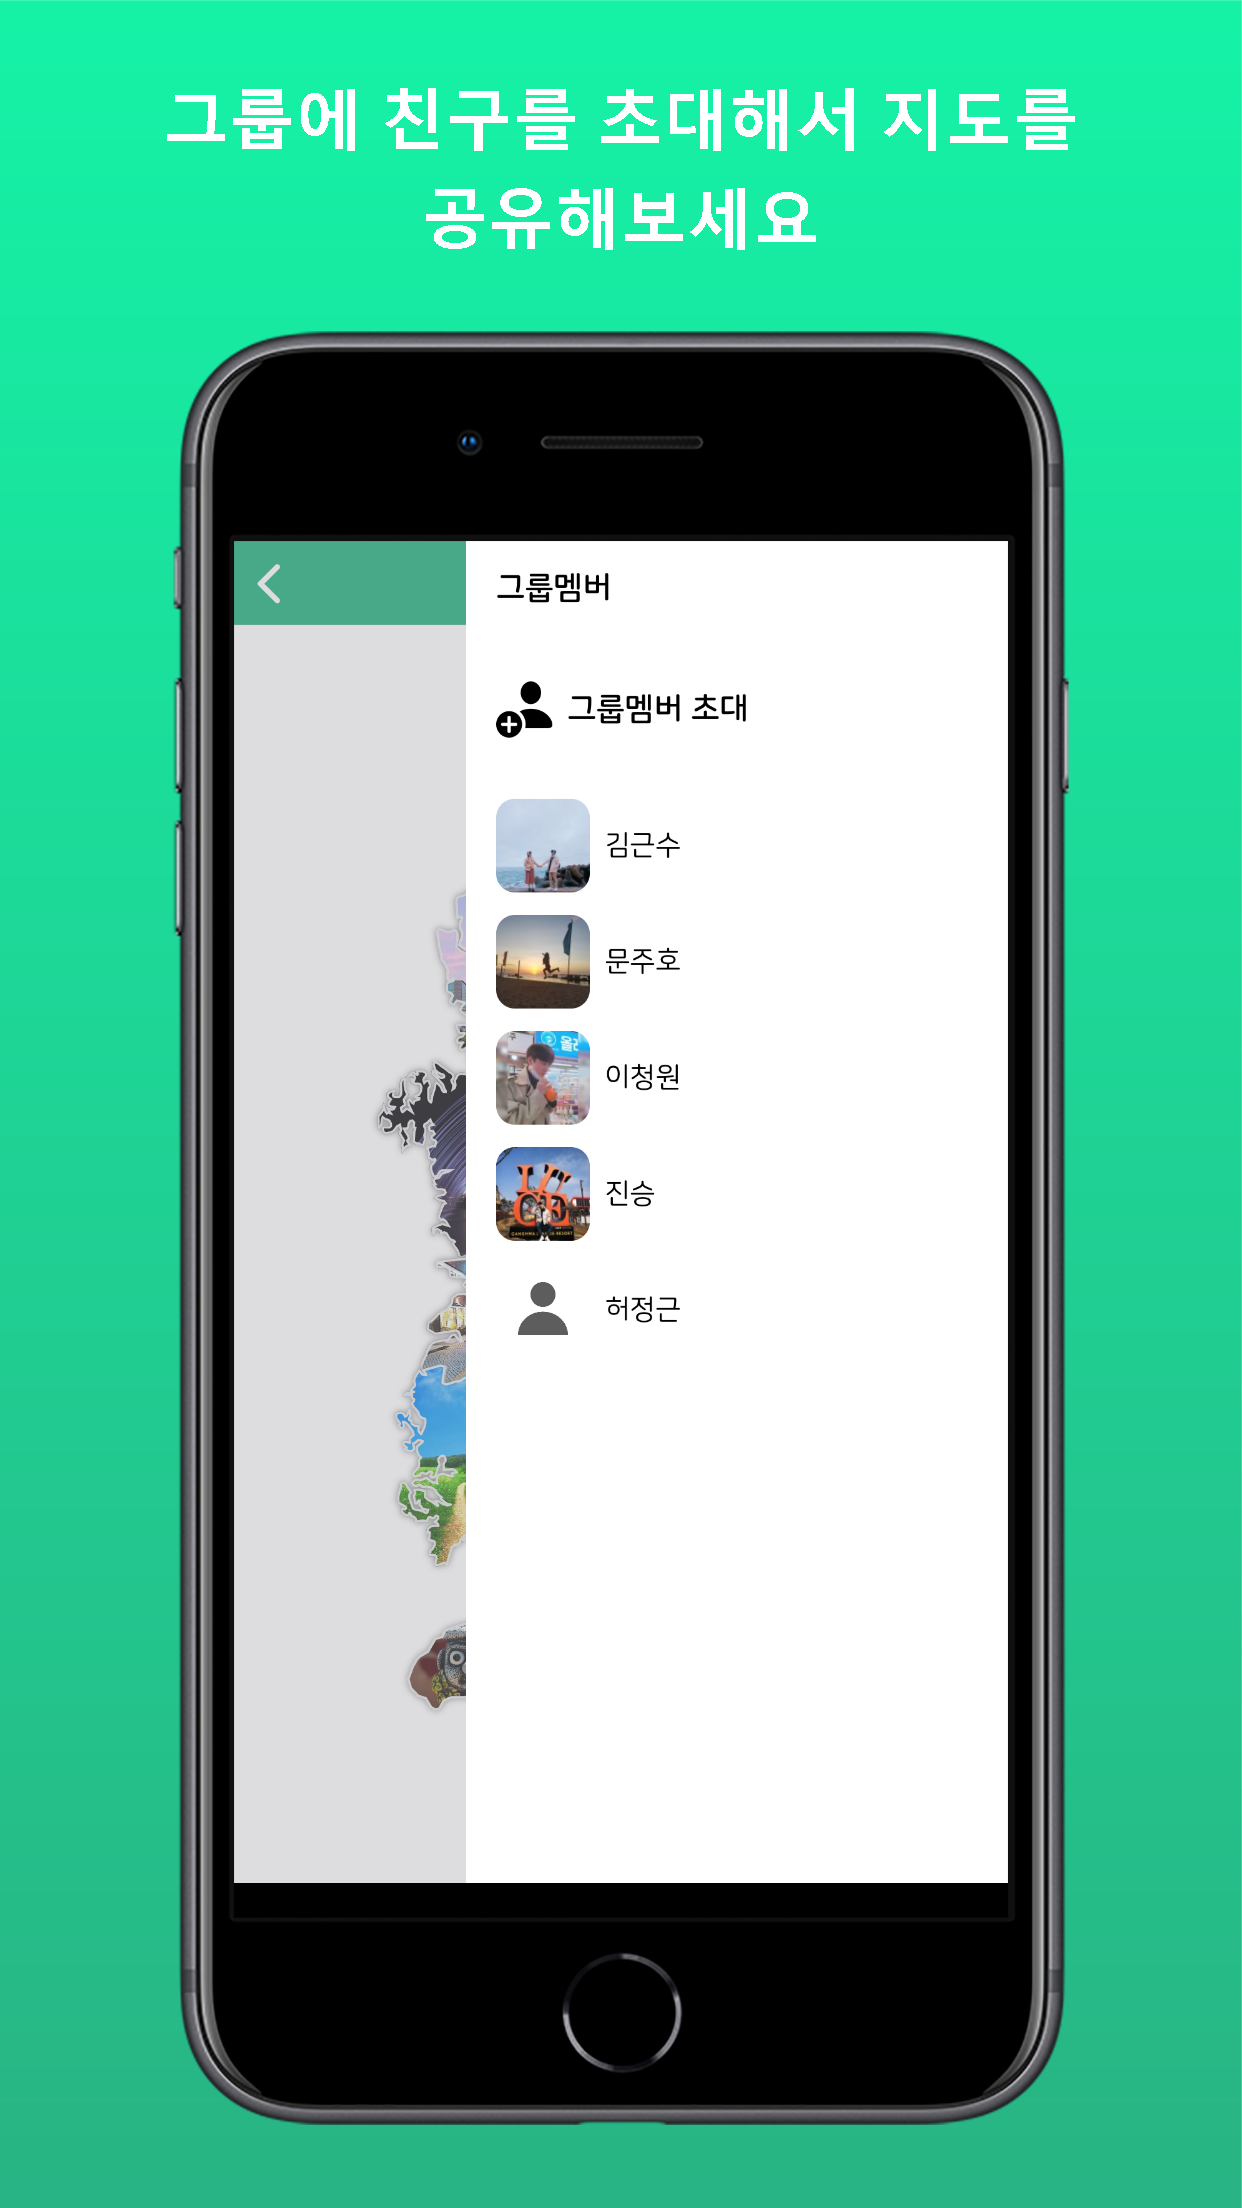 그룹에 친구를 초대해서 지도를
공유해보세요
그룹멤버
그룹멤버 초대
김근수
문주호
올리
이청원
진승
허정근